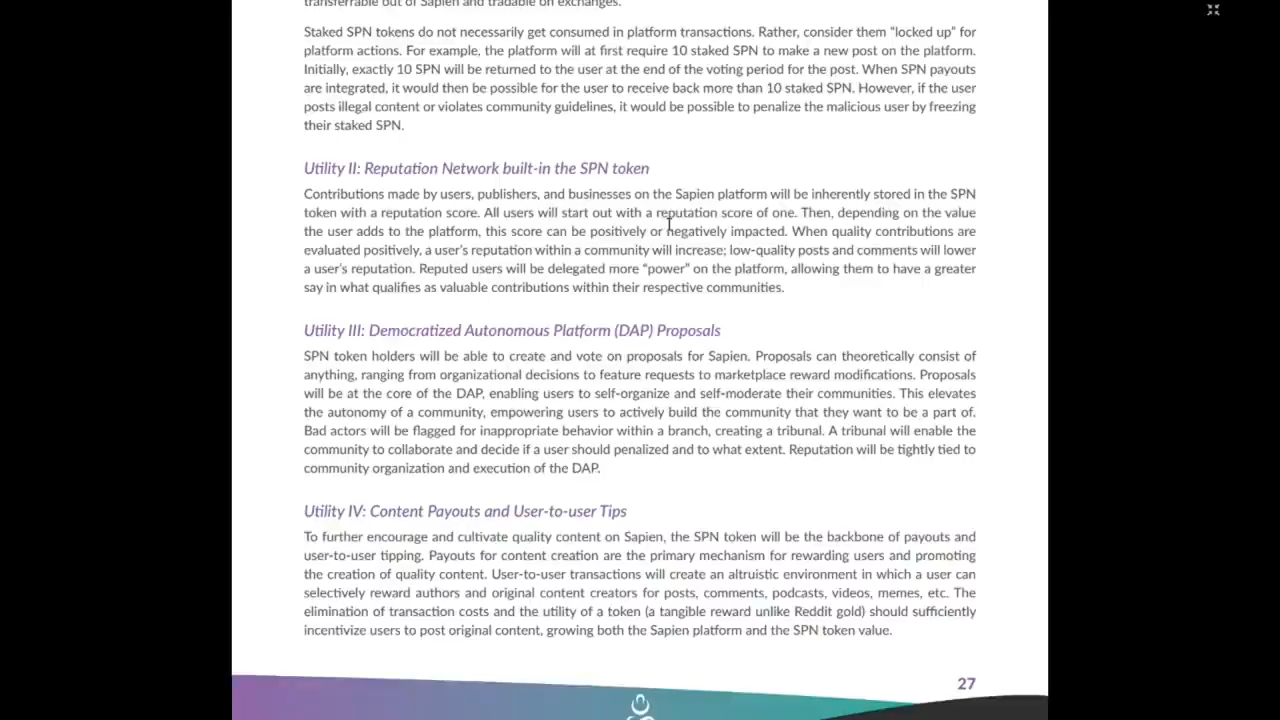 transferrable out of Sapien and tradable on exchanges.
Staked SPN tokens do not necessarily get consumed in platform transactions. Rather, consider them “locked up” for
platform actions. For example, the platform will at first require 10 staked SPN to make a new post on the platform.
Initially, exactly 10 SPN will be returned to the user at the end of the voting period for the post. When SPN payouts
are integrated, it would then be possible for the user to receive back more than 10 staked SPN. However, if the user
posts illegal content or violates community guidelines, it would be possible to penalize the malicious user by freezing
their staked SPN.
Utility II: Reputation Network built-in the SPN token
Contributions made by users, publishers, and businesses on the Sapien platform will be inherently stored in the SPN
token with a reputation score. All users will start out with a reputation score of one. Then, depending on the value
the user adds to the platform, this score can be positively or negatively impacted. When quality contributions are
evaluated positively, a user’s reputation within a community will increase; low-quality posts and comments will lower
a user’s reputation. Reputed users will be delegated more “power” on the platform, allowing them to have a greater
say in what qualifies as valuable contributions within their respective communities.
Utility III: Democratized Autonomous Platform (DAP) Proposals
SPN token holders will be able to create and vote on proposals for Sapien. Proposals can theoretically consist of
anything, ranging from organizational decisions to feature requests to marketplace reward modifications. Proposals
will be at the core of the DAP, enabling users to self-organize and self-moderate their communities. This elevates
the autonomy of a community, empowering users to actively build the community that they want to be a part of.
Bad actors will be flagged for inappropriate behavior within a branch, creating a tribunal. A tribunal will enable the
community to collaborate and decide if a user should penalized and to what extent. Reputation will be tightly tied to
community organization and execution of the DAP.
Utility IV: Content Payouts and User-to-user Tips
To further encourage and cultivate quality content on Sapien, the SPN token will be the backbone of payouts and
user-to-user tipping. Payouts for content creation are the primary mechanism for rewarding users and promoting
the creation of quality content. User-to-user transactions will create an altruistic environment in which a user can
selectively reward authors and original content creators for posts, comments, podcasts, videos, memes, etc. The
elimination of transaction costs and the utility of a token (a tangible reward unlike Reddit gold) should sufficiently
incentivize users to post original content, growing both the Sapien platform and the SPN token value.
27